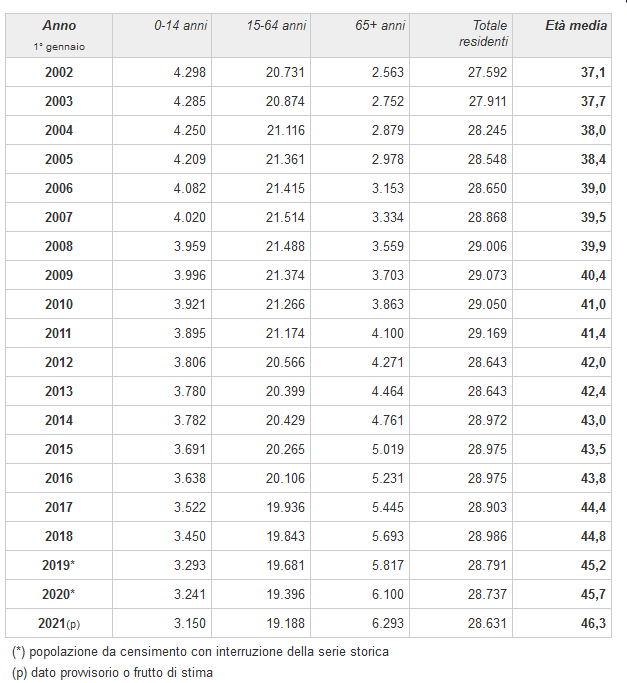 Anno 0-14 anni 15-64 anni 65+ anni Totale residenti Età media
1° gennaio
2002 4.298 20.731 2.563 27.592 37,1
2003 4.285 20.874 2.752 27.911 37,7
2004 4.250 21.116 2.879 28.245 38,0
2005 4.209 21.361 2.978 28.548 38,4
2006 4.082 21.415 3.153 28.650 39,0
2007 4.020 21.514 3.334 28.868 39,5
2008 3.959 21.488 3.559 29.006 39,9
2009 3.996 21.374 3.703 29.073 40,4
2010 3.921 21.266 3.863 29.050 41,0
2011 3.895 21.174 4.100 29.169 41,4
2012 3.806 20.566 4.271 28.643 42,0
2013 3.780 20.399 4.464 28.643 42,4
2014 3.782 20.429 4.761 28.972 43,0
2015 3.691 20.265 5.019 28.975 43,5
2016 3.638 20.106 5.231 28.975 43,8
2017 3.522 19.936 5.445 28.903 44,4
2018 3.450 19.843 5.693 28.986 44,8
2019* 3.293 19.681 5.817 28.791 45,2
2020* 3.241 19.396 6.100 28.737 45,7
2021(p) 3.150 19.188 6.293 28.631 46,3
(*) popolazione da censimento con interruzione della serie storica
(p) dato provvisorio o frutto di stima